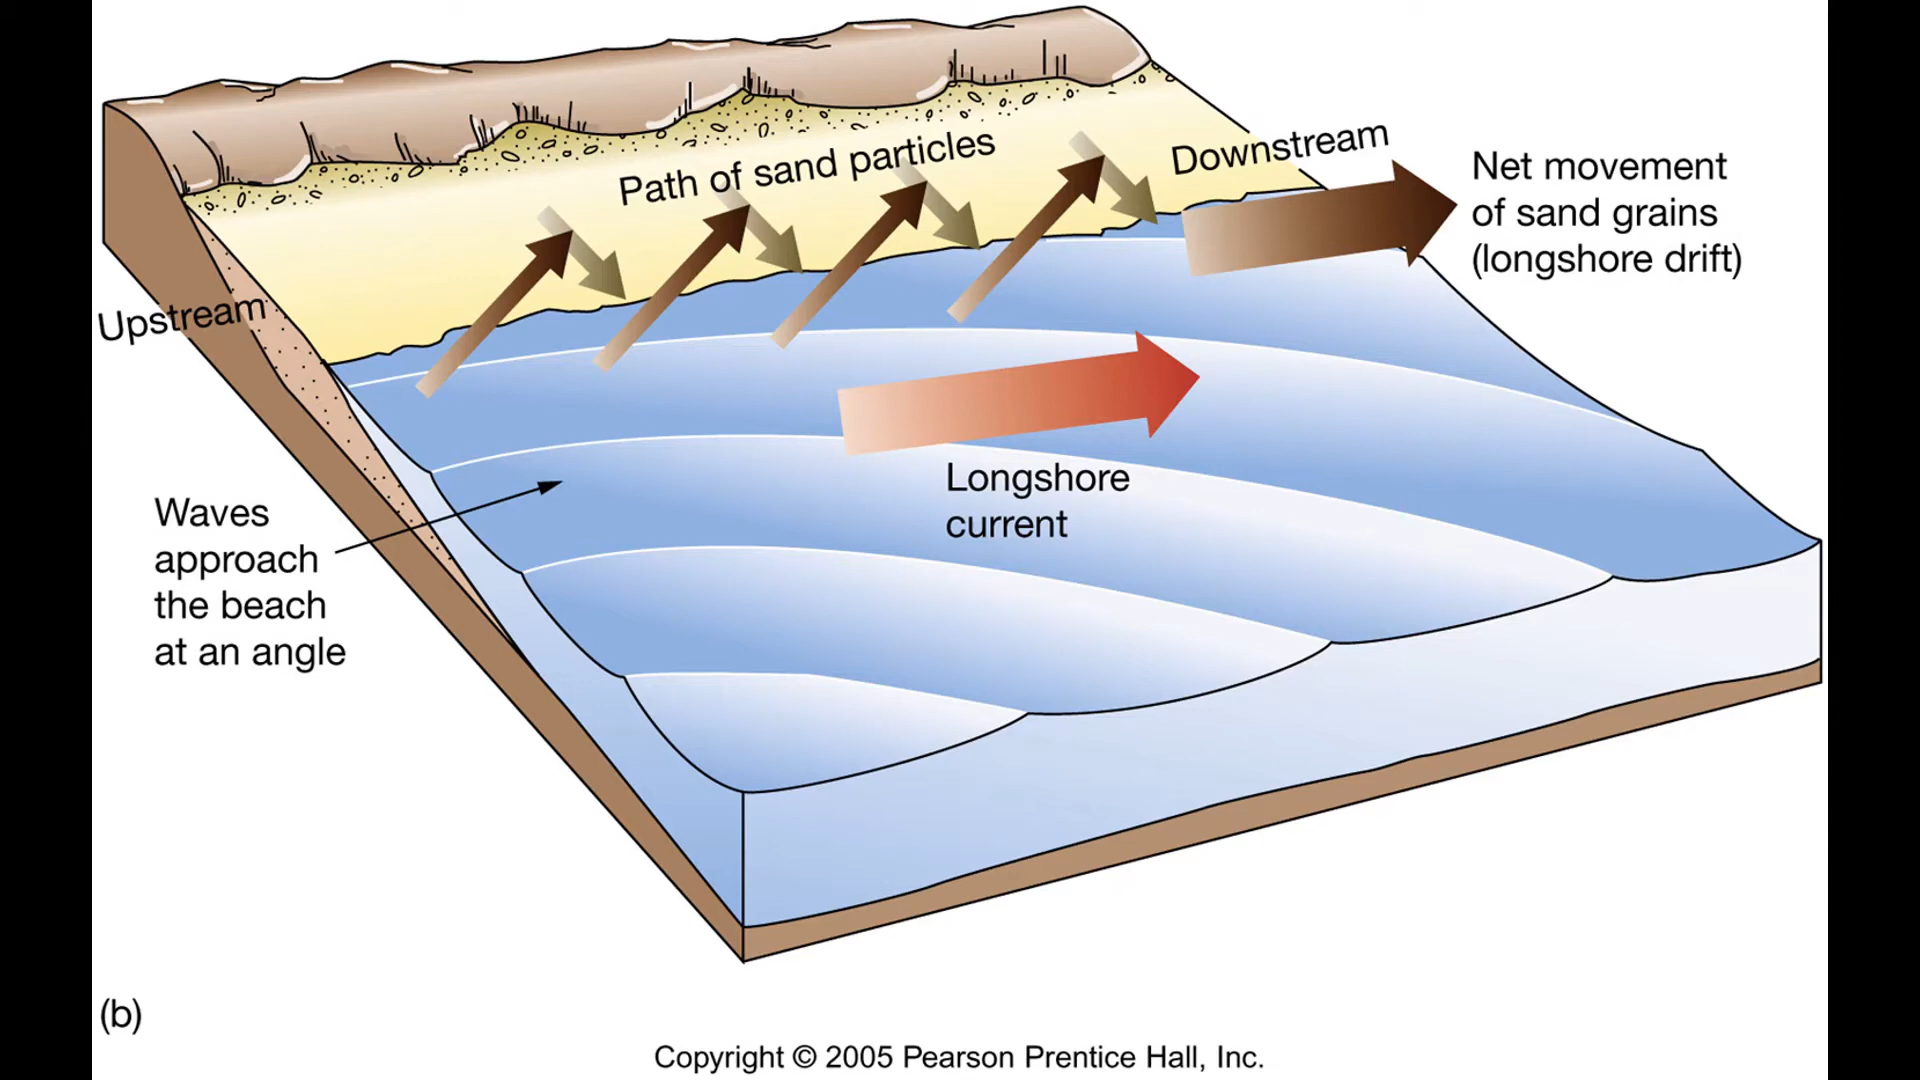 Path of sand particles
Downstream
Net movement
of sand grains
(longshore drift)
Upstream
Longshore
current
Waves
approach
the beach
at an angle
(b)
Copyright © 2005 Pearson Prentice Hall, Inc.